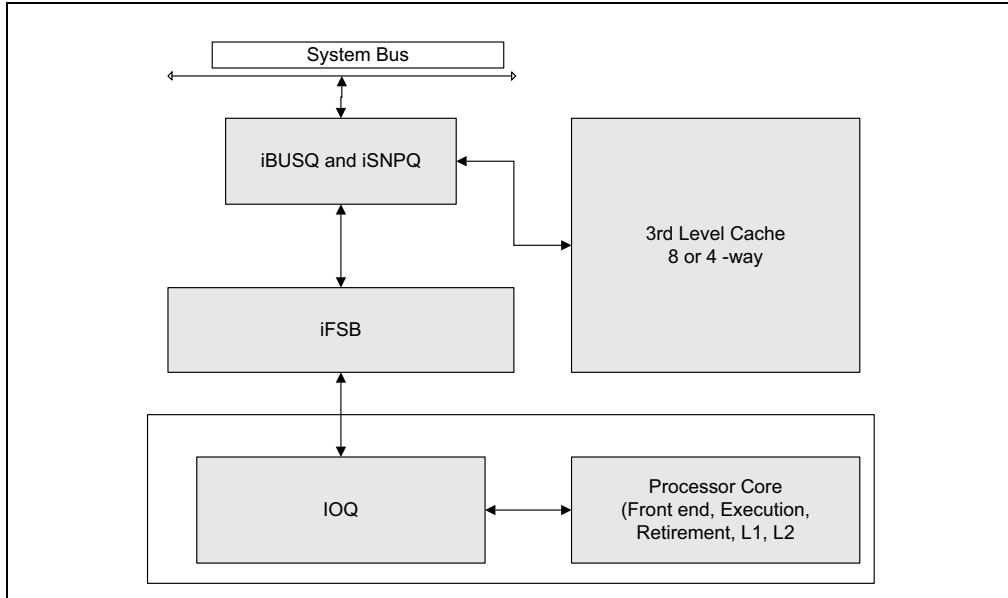 System Bus
iBUSQ and iSNPQ
3rd Level Cache
8 or 4 -way
iFSB
IOQ
Processor Core
(Front end, Execution,
Retirement, L1, L2